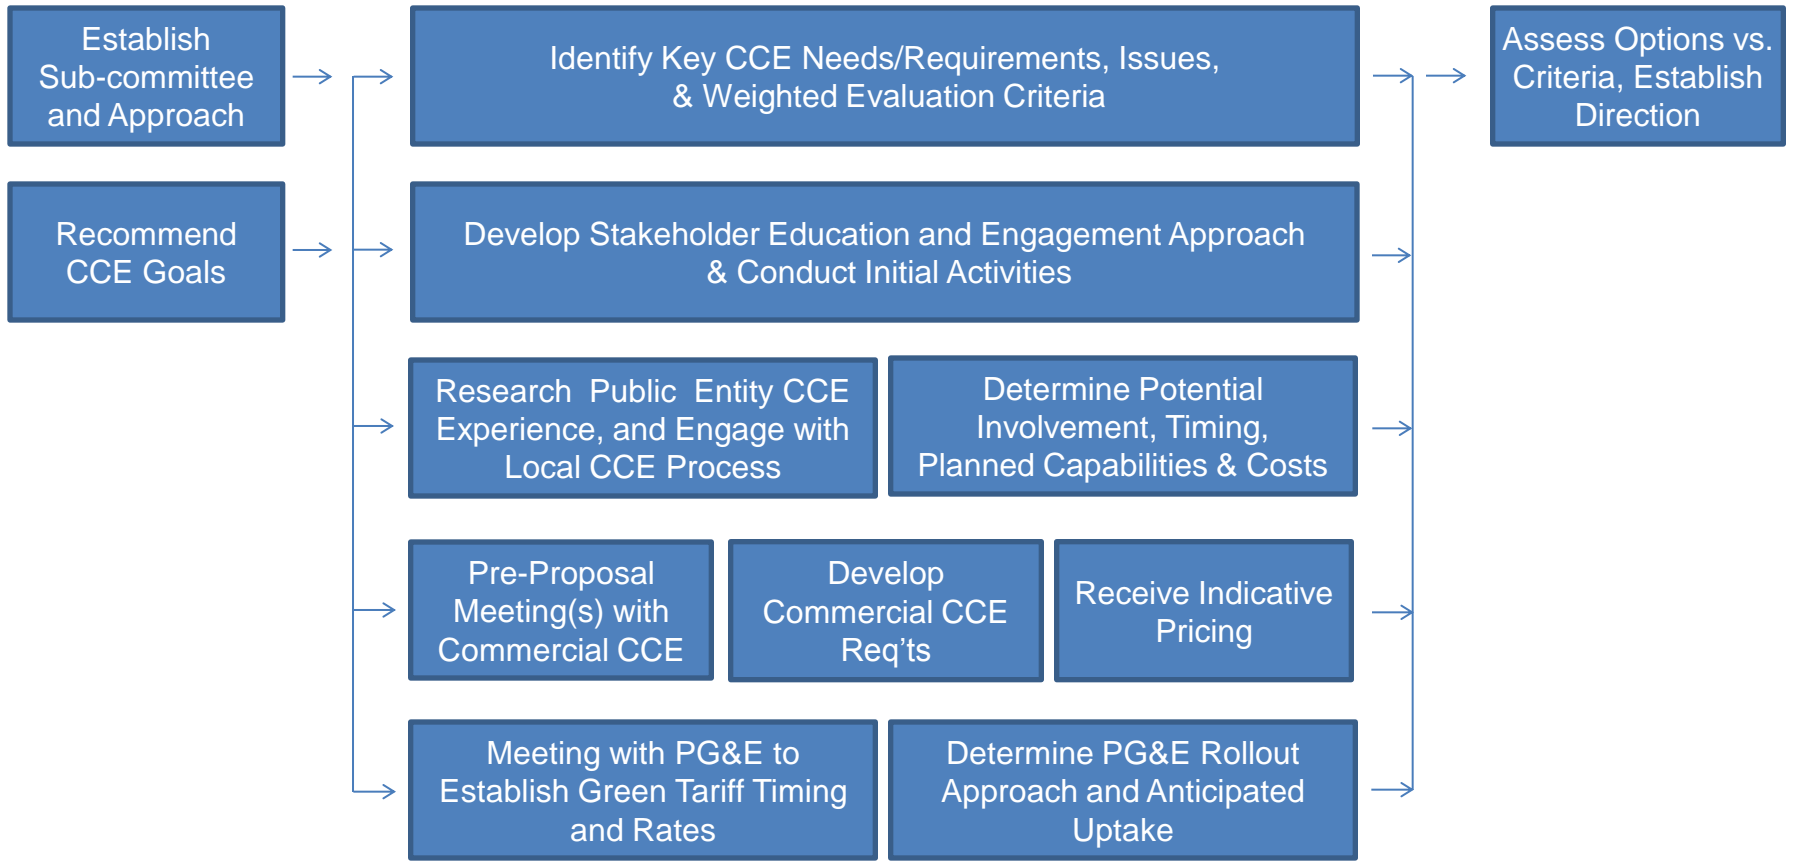 Establish
Sub-committee
and Approach
Identify Key CCE Needs/Requirements, Issues,
& Weighted Evaluation Criteria
Assess Options vs.
Criteria, Establish
Direction
Recommend
CCE Goals
Develop Stakeholder Education and Engagement Approach
& Conduct Initial Activities
Research Public Entity CCE
Experience, and Engage with
Local CCE Process
Determine Potential
Involvement, Timing,
Planned Capabilities & Costs
Pre-Proposal
Meeting(s) with
Commercial CCE
Develop
Commercial CCE
Req’ts
Receive Indicative
Pricing
Meeting with PG&E to
Establish Green Tariff Timing
and Rates
Determine PG&E Rollout
Approach and Anticipated
Uptake